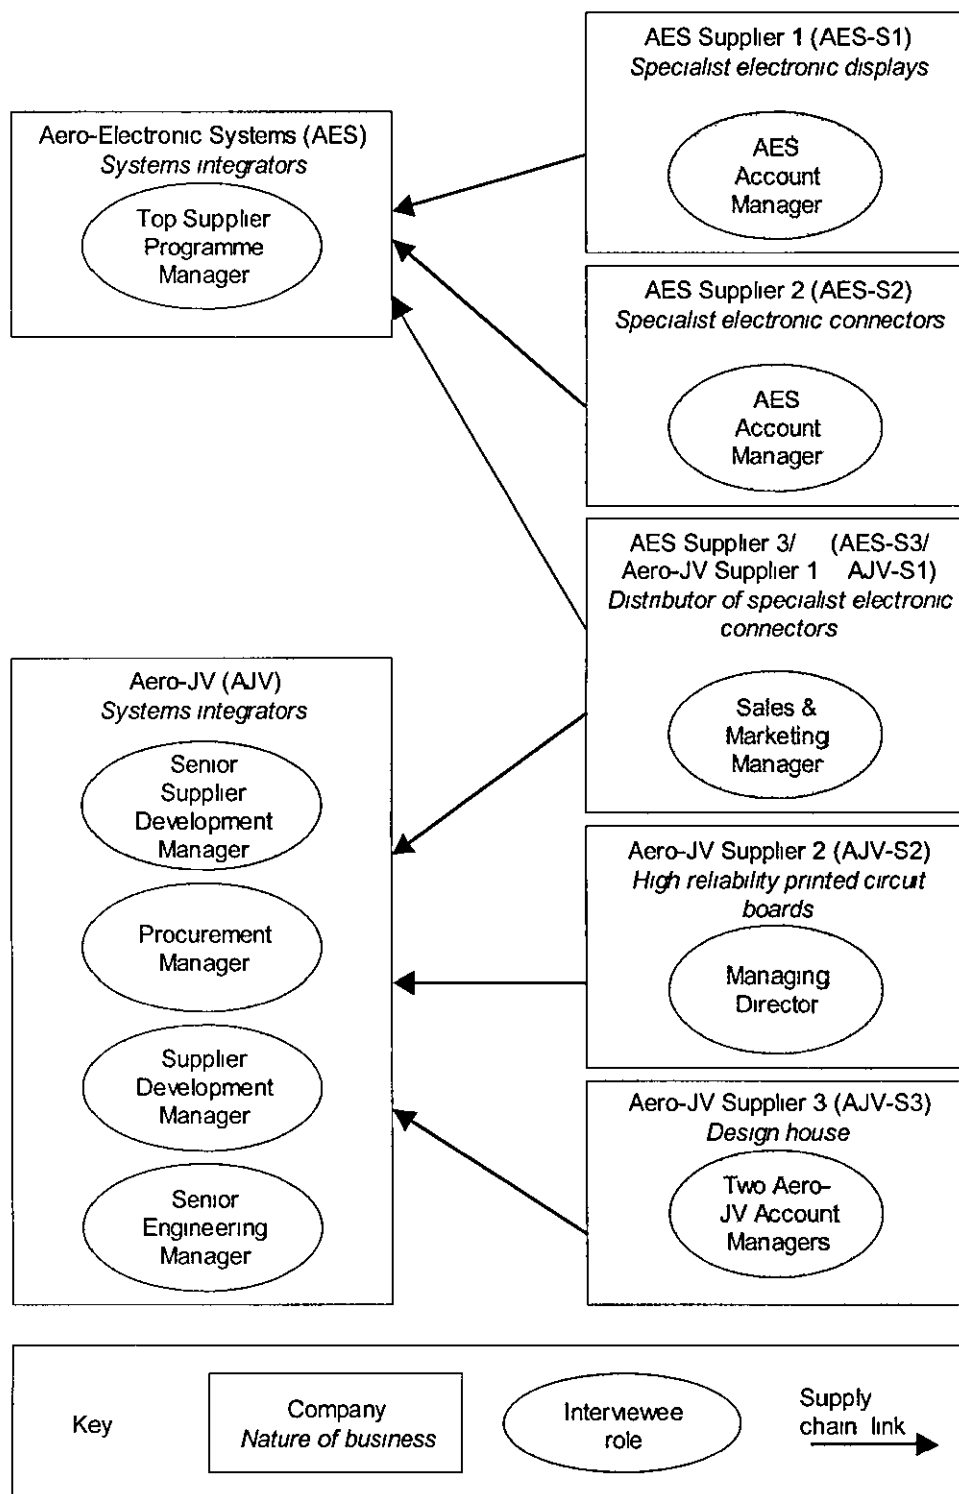 Aero-Electronic Systems (AES)
Systems integrators
Top Supplier
Programme
Manager
AES Supplier 1 (AES-S1)
Specialist electronic displays
AES
Account
Manager
AES Supplier 2 (AES-S2)
Specialist electronic connectors
AES
Account
Manager
AES Supplier 3/ (AES-S3/
Aero-JV Supplier 1 AJV-S1)
Distributor of specialist electronic
connectors
Sales &
Marketing
Manager
Aero-JV (AJV)
Systems integrators
Senior
Supplier
Development
Manager
Procurement
Manager
Supplier
Development
Manager
Senior
Engineering
Manager
Aero-JV Supplier 2 (AJV-S2)
High reliability printed circuit
boards
Managing
Director
Aero-JV Supplier 3 (AJV-S3)
Design house
Two Aero-
JV Account
Managers
Key
Company
Nature of business
Interviewee
role
Supply
chain link